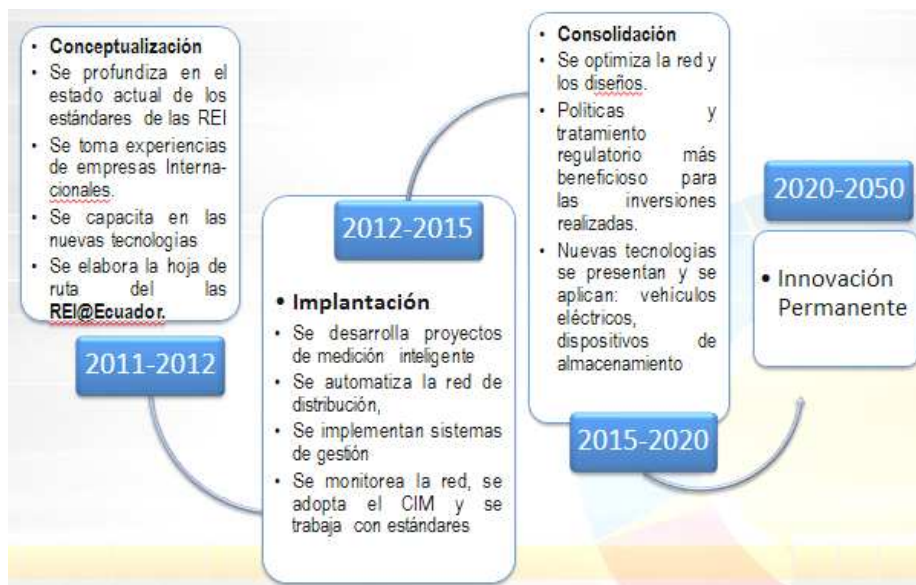 • Conceptualización
• Se profundiza en el
estado actual de los
estándares de las REI
• Se toma experiencias
de empresas Interna-
cionales.
• Se capacita en las
nuevas tecnologias
• Se elabora la hoja de
ruta del las
REI@Ecuador.
2011-2012
2012-2015
• Implantación
• Se desarrolla proyectos
de medición inteligente
• Se automatiza la red de
distribución,
• Se implementan sistemas
de gestión
• Se monitorea la red, se
adopta el CIM y se
trabaja con estándares
• Consolidación
• Se optimiza la red y
los diseños.
• Politicas y
tratamiento
regulatorio más
beneficioso para
las inversiones
realizadas.
• Nuevas tecnologias
se presentan y se
aplican: vehículos
eléctricos,
dispositivos de
almacenamiento
2015-2020
2020-2050
• Innovación
Permanente